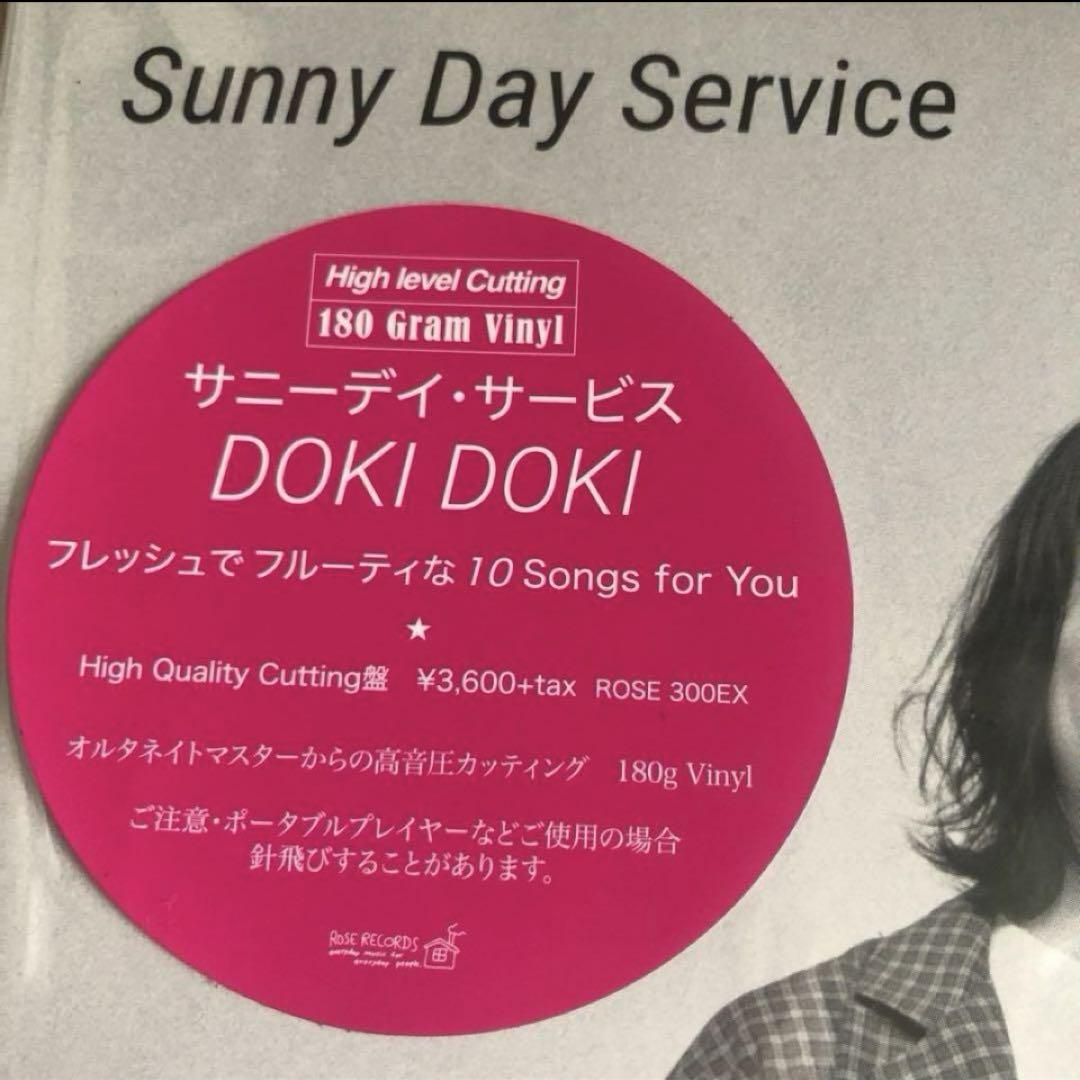 Sunny Day Service
High level Cutting
180 Gram Vinyl
サニーデイ・サービス
DOKI DOKI
フレッシュで フルーティな 10 Songs for You
★
High Quality Cutting盤 ¥3,600+tax ROSE 300EX
オルタネイトマスターからの高音圧カッティング 180g Vinyl
ご注意・ポータブルプレイヤーなどご使用の場合
針飛びすることがあります。
ROSE RECORDS
everyday music for
everyday people.